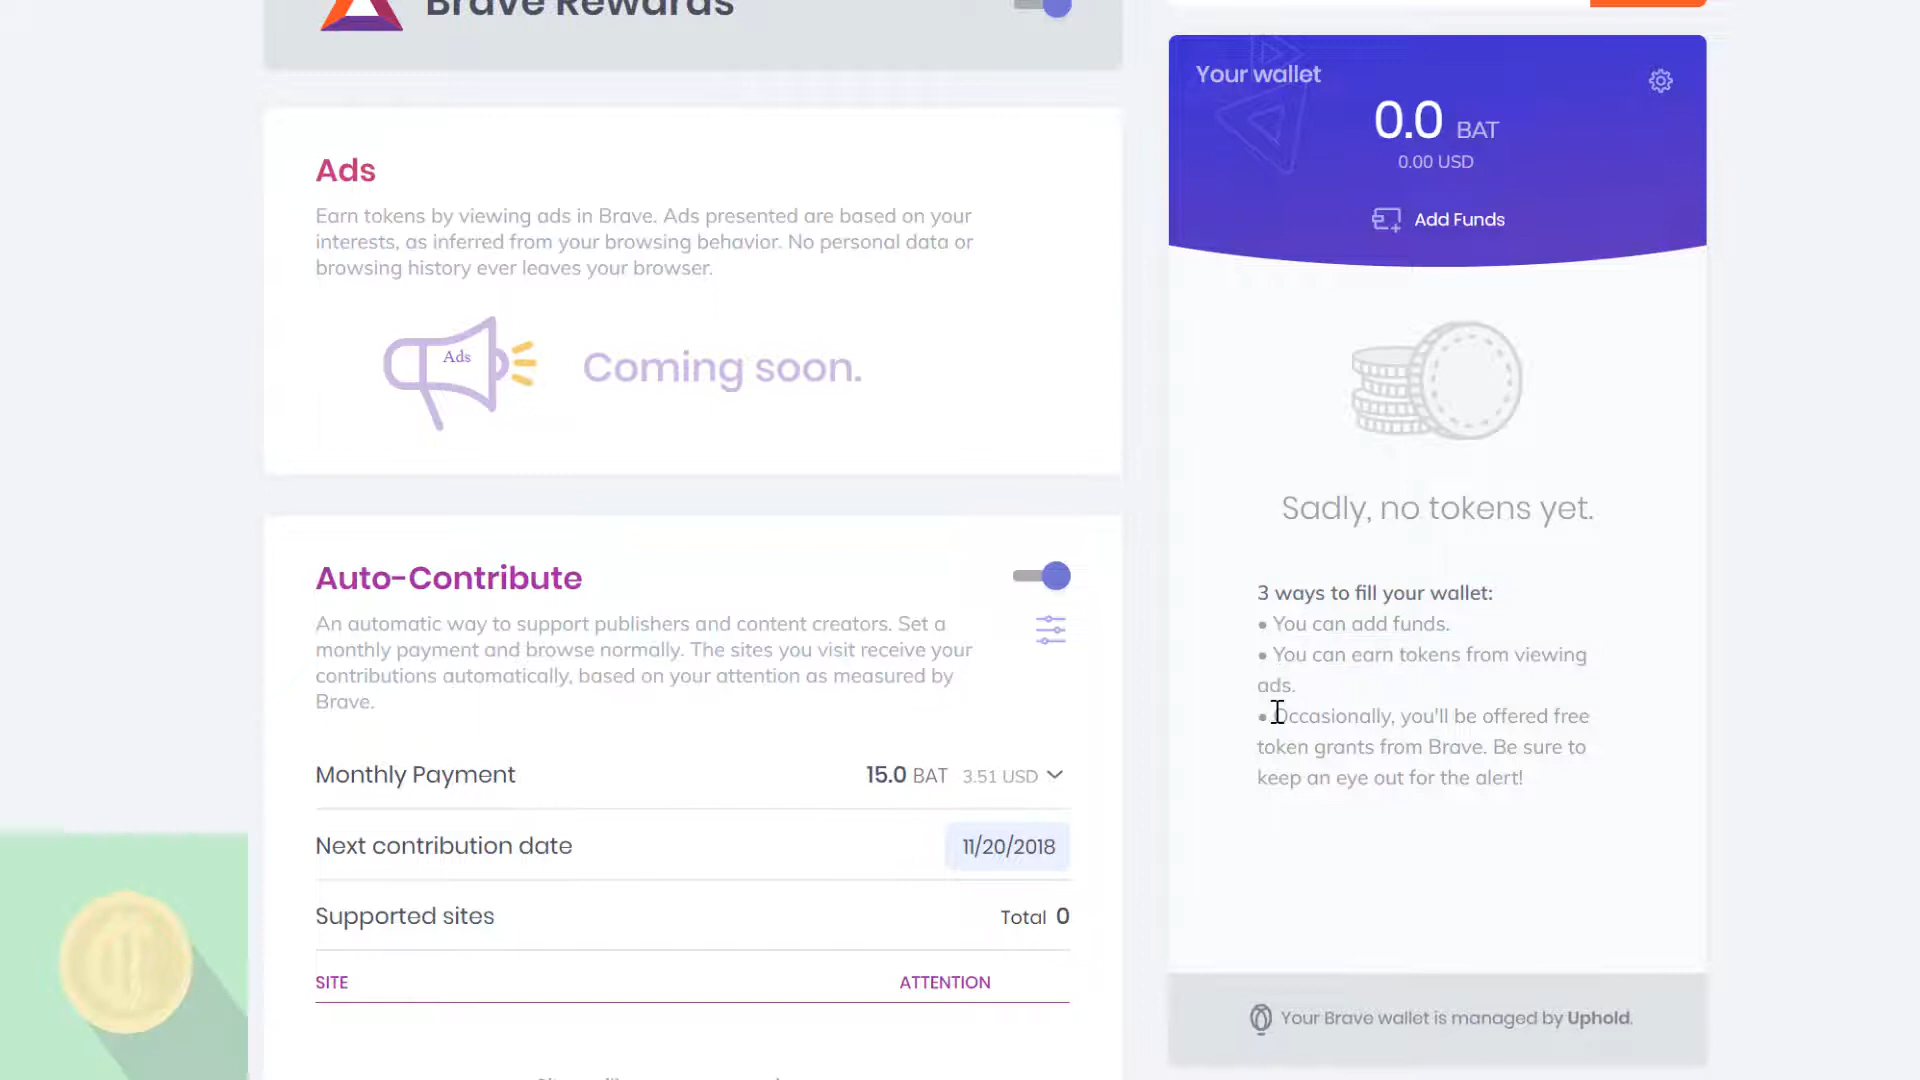 Brave Rewards
Ads
Earn tokens by viewing ads in Brave. Ads presented are based on your
interests, as inferred from your browsing behavior. No personal data or
browsing history ever leaves your browser.
Ads
Coming soon.
Auto-Contribute
An automatic way to support publishers and content creators. Set a
monthly payment and browse normally. The sites you visit receive your
contributions automatically, based on your attention as measured by
Brave.
Monthly Payment 15.0 BAT 3.51 USD
Next contribution date 11/20/2018
Supported sites Total 0
SITE ATTENTION
Your wallet
0.0 BAT
0.00 USD
Add Funds
Sadly, no tokens yet.
3 ways to fill your wallet:
• You can add funds.
• You can earn tokens from viewing
ads.
• Occasionally, you'll be offered free
token grants from Brave. Be sure to
keep an eye out for the alert!
Your Brave wallet is managed by Uphold.